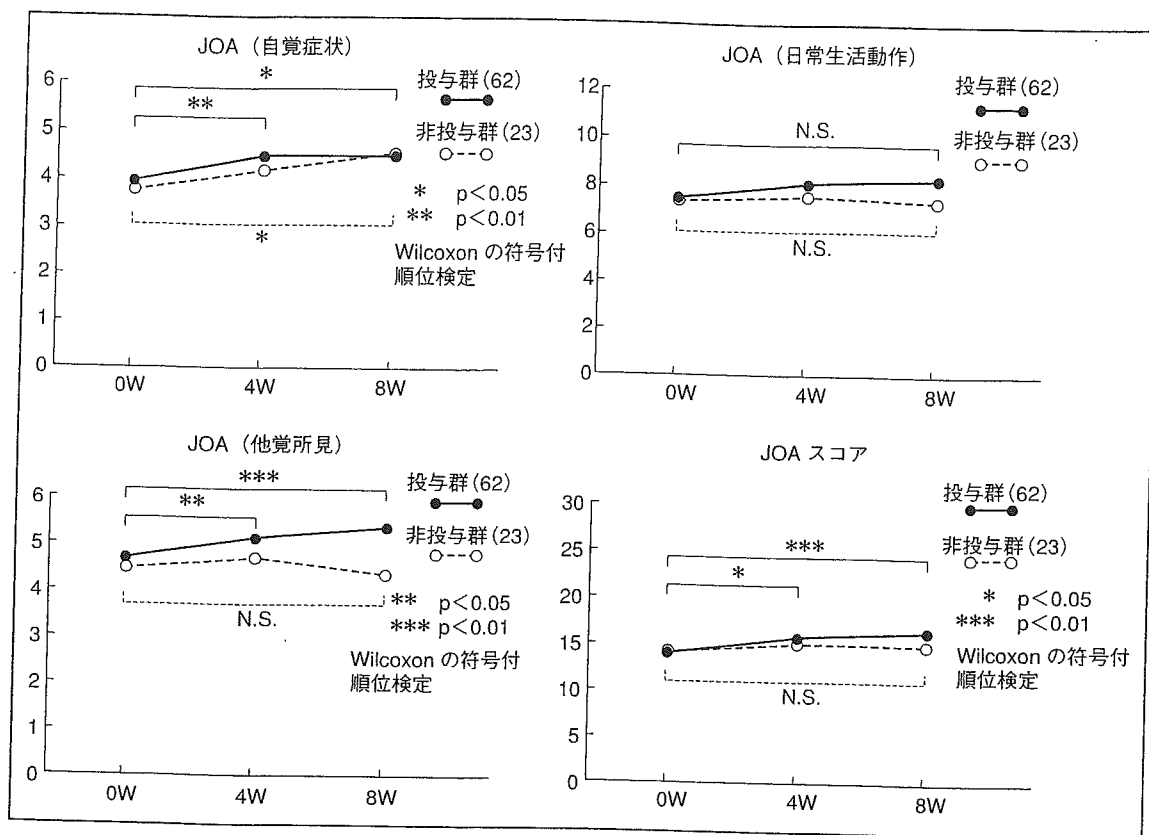 JOA(自覚症状)
6
5
4
3
2
1
0
*
**
*
0W
4W
8W
投与群(62)
非投与群(23)
* p<0.05
** p<0.01
Wilcoxon の符号付
順位検定
JOA(日常生活動作)
12
10
8
6
4
2
0
N.S.
N.S.
0W
4W
8W
投与群(62)
非投与群(23)
JOA(他覚所見)
6
5
4
3
2
1
0
***
**
N.S.
0W
4W
8W
投与群(62)
非投与群(23)
** p<0.05
*** p<0.01
Wilcoxon の符号付
順位検定
JOA スコア
30
25
20
15
10
5
0
***
*
N.S.
0W
4W
8W
投与群(62)
非投与群(23)
* p<0.05
*** p<0.01
Wilcoxon の符号付
順位検定